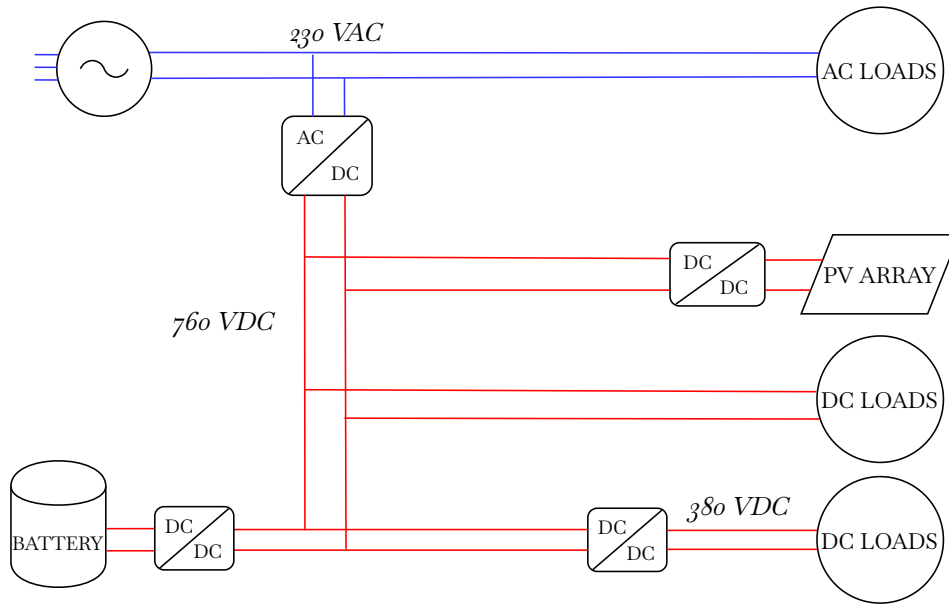 230 VAC
AC LOADS
AC
DC
DC
DC
PV ARRAY
760 VDC
DC LOADS
BATTERY
DC
DC
DC
DC
380 VDC
DC LOADS